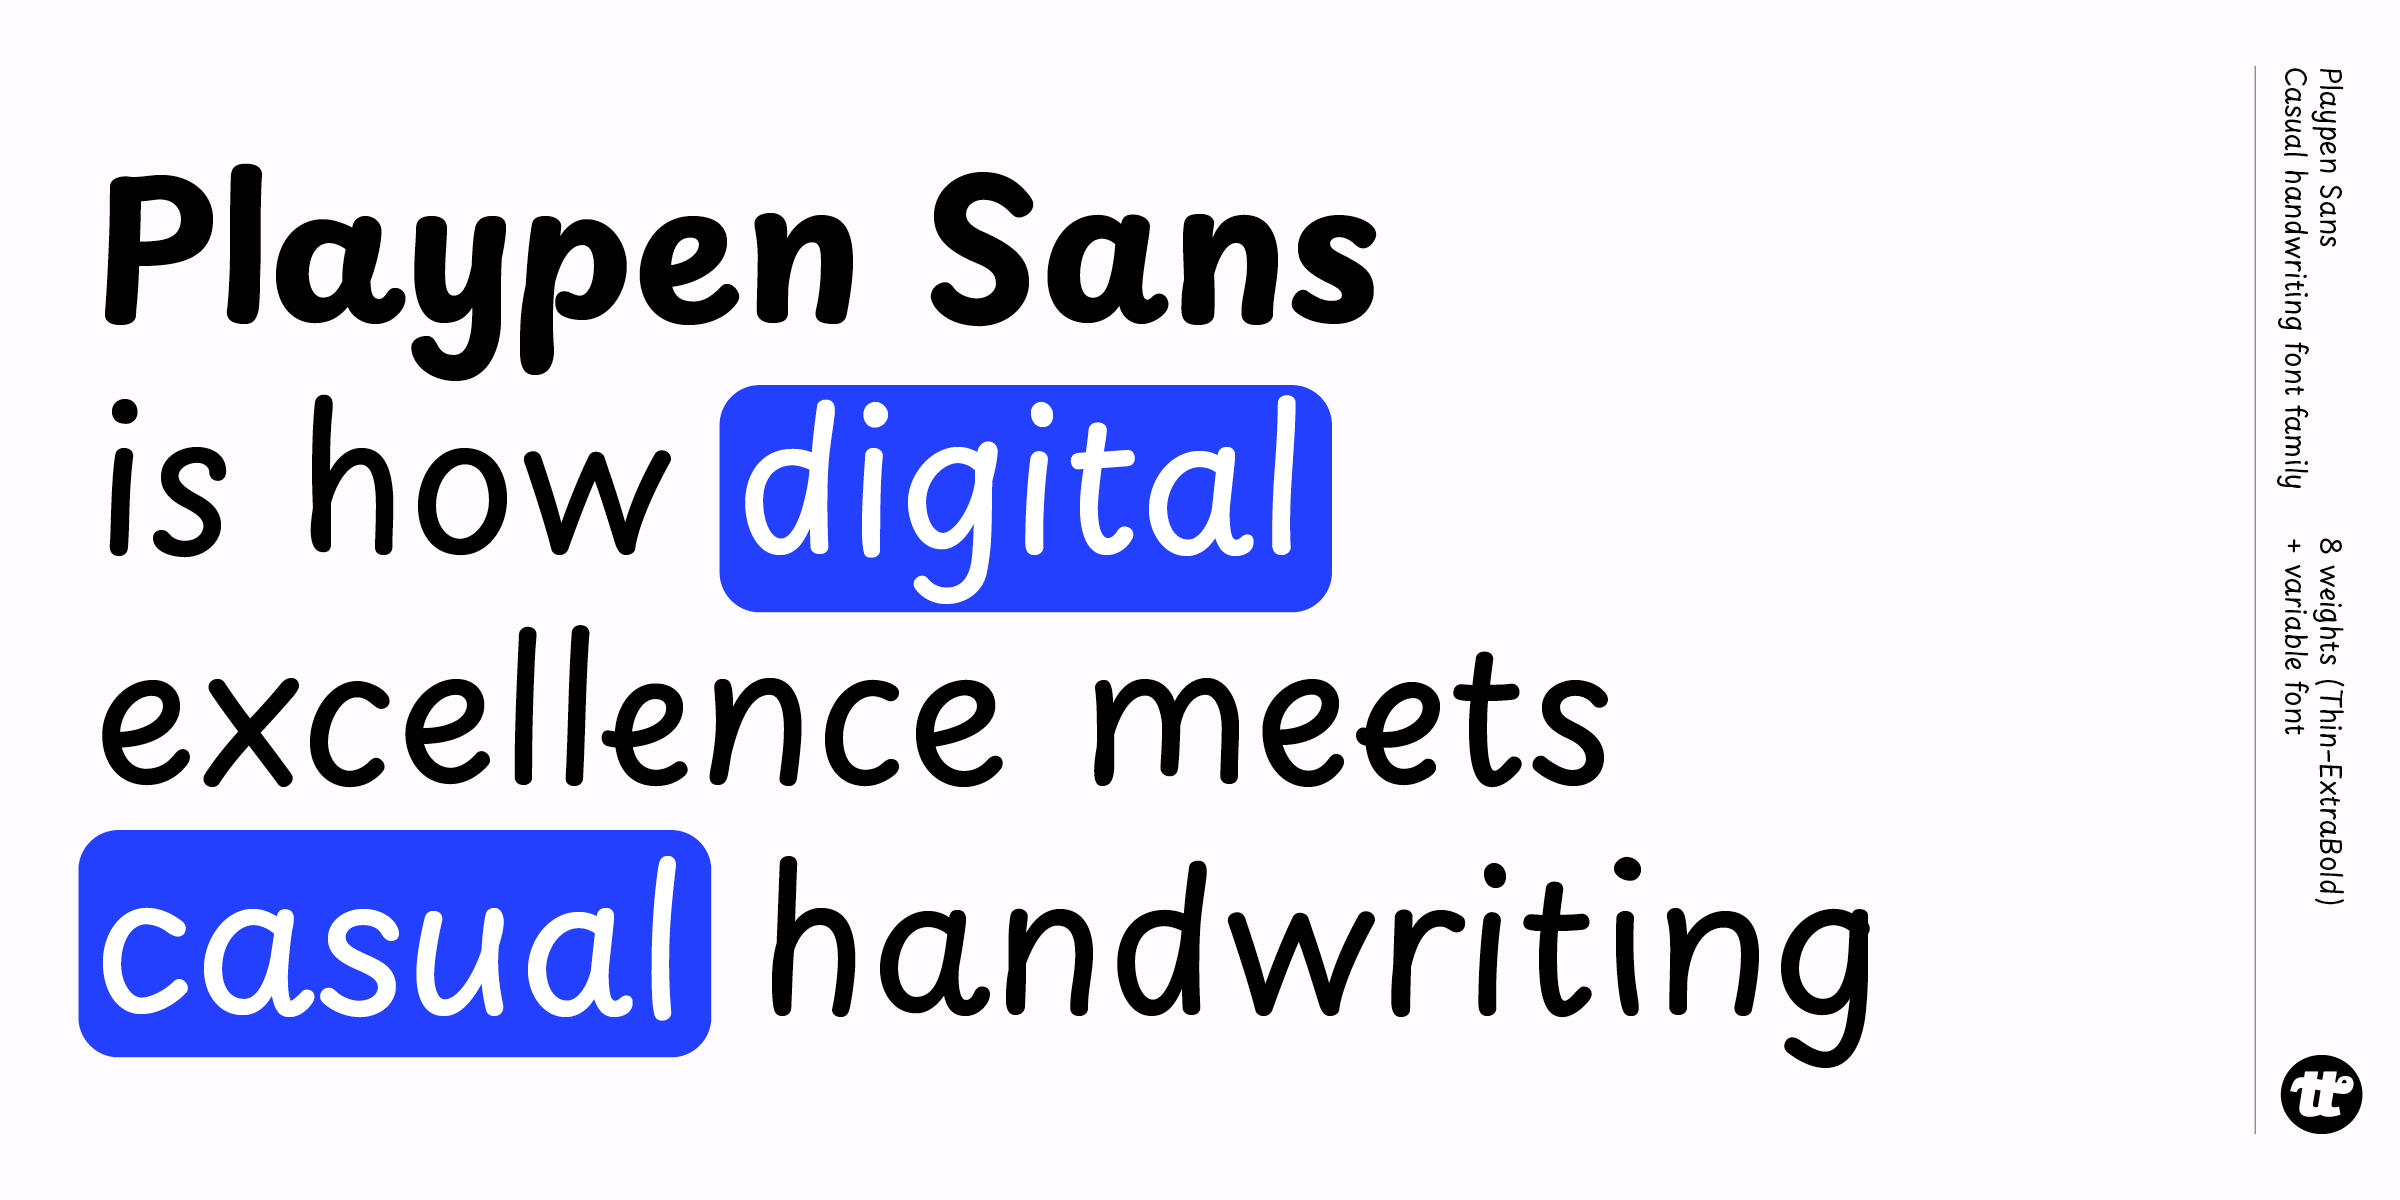 Playpen Sans
is how digital
excellence meets
casual handwriting
Playpen Sans
Casual handwriting font family
8 weights (Thin–ExtraBold)
+ variable font